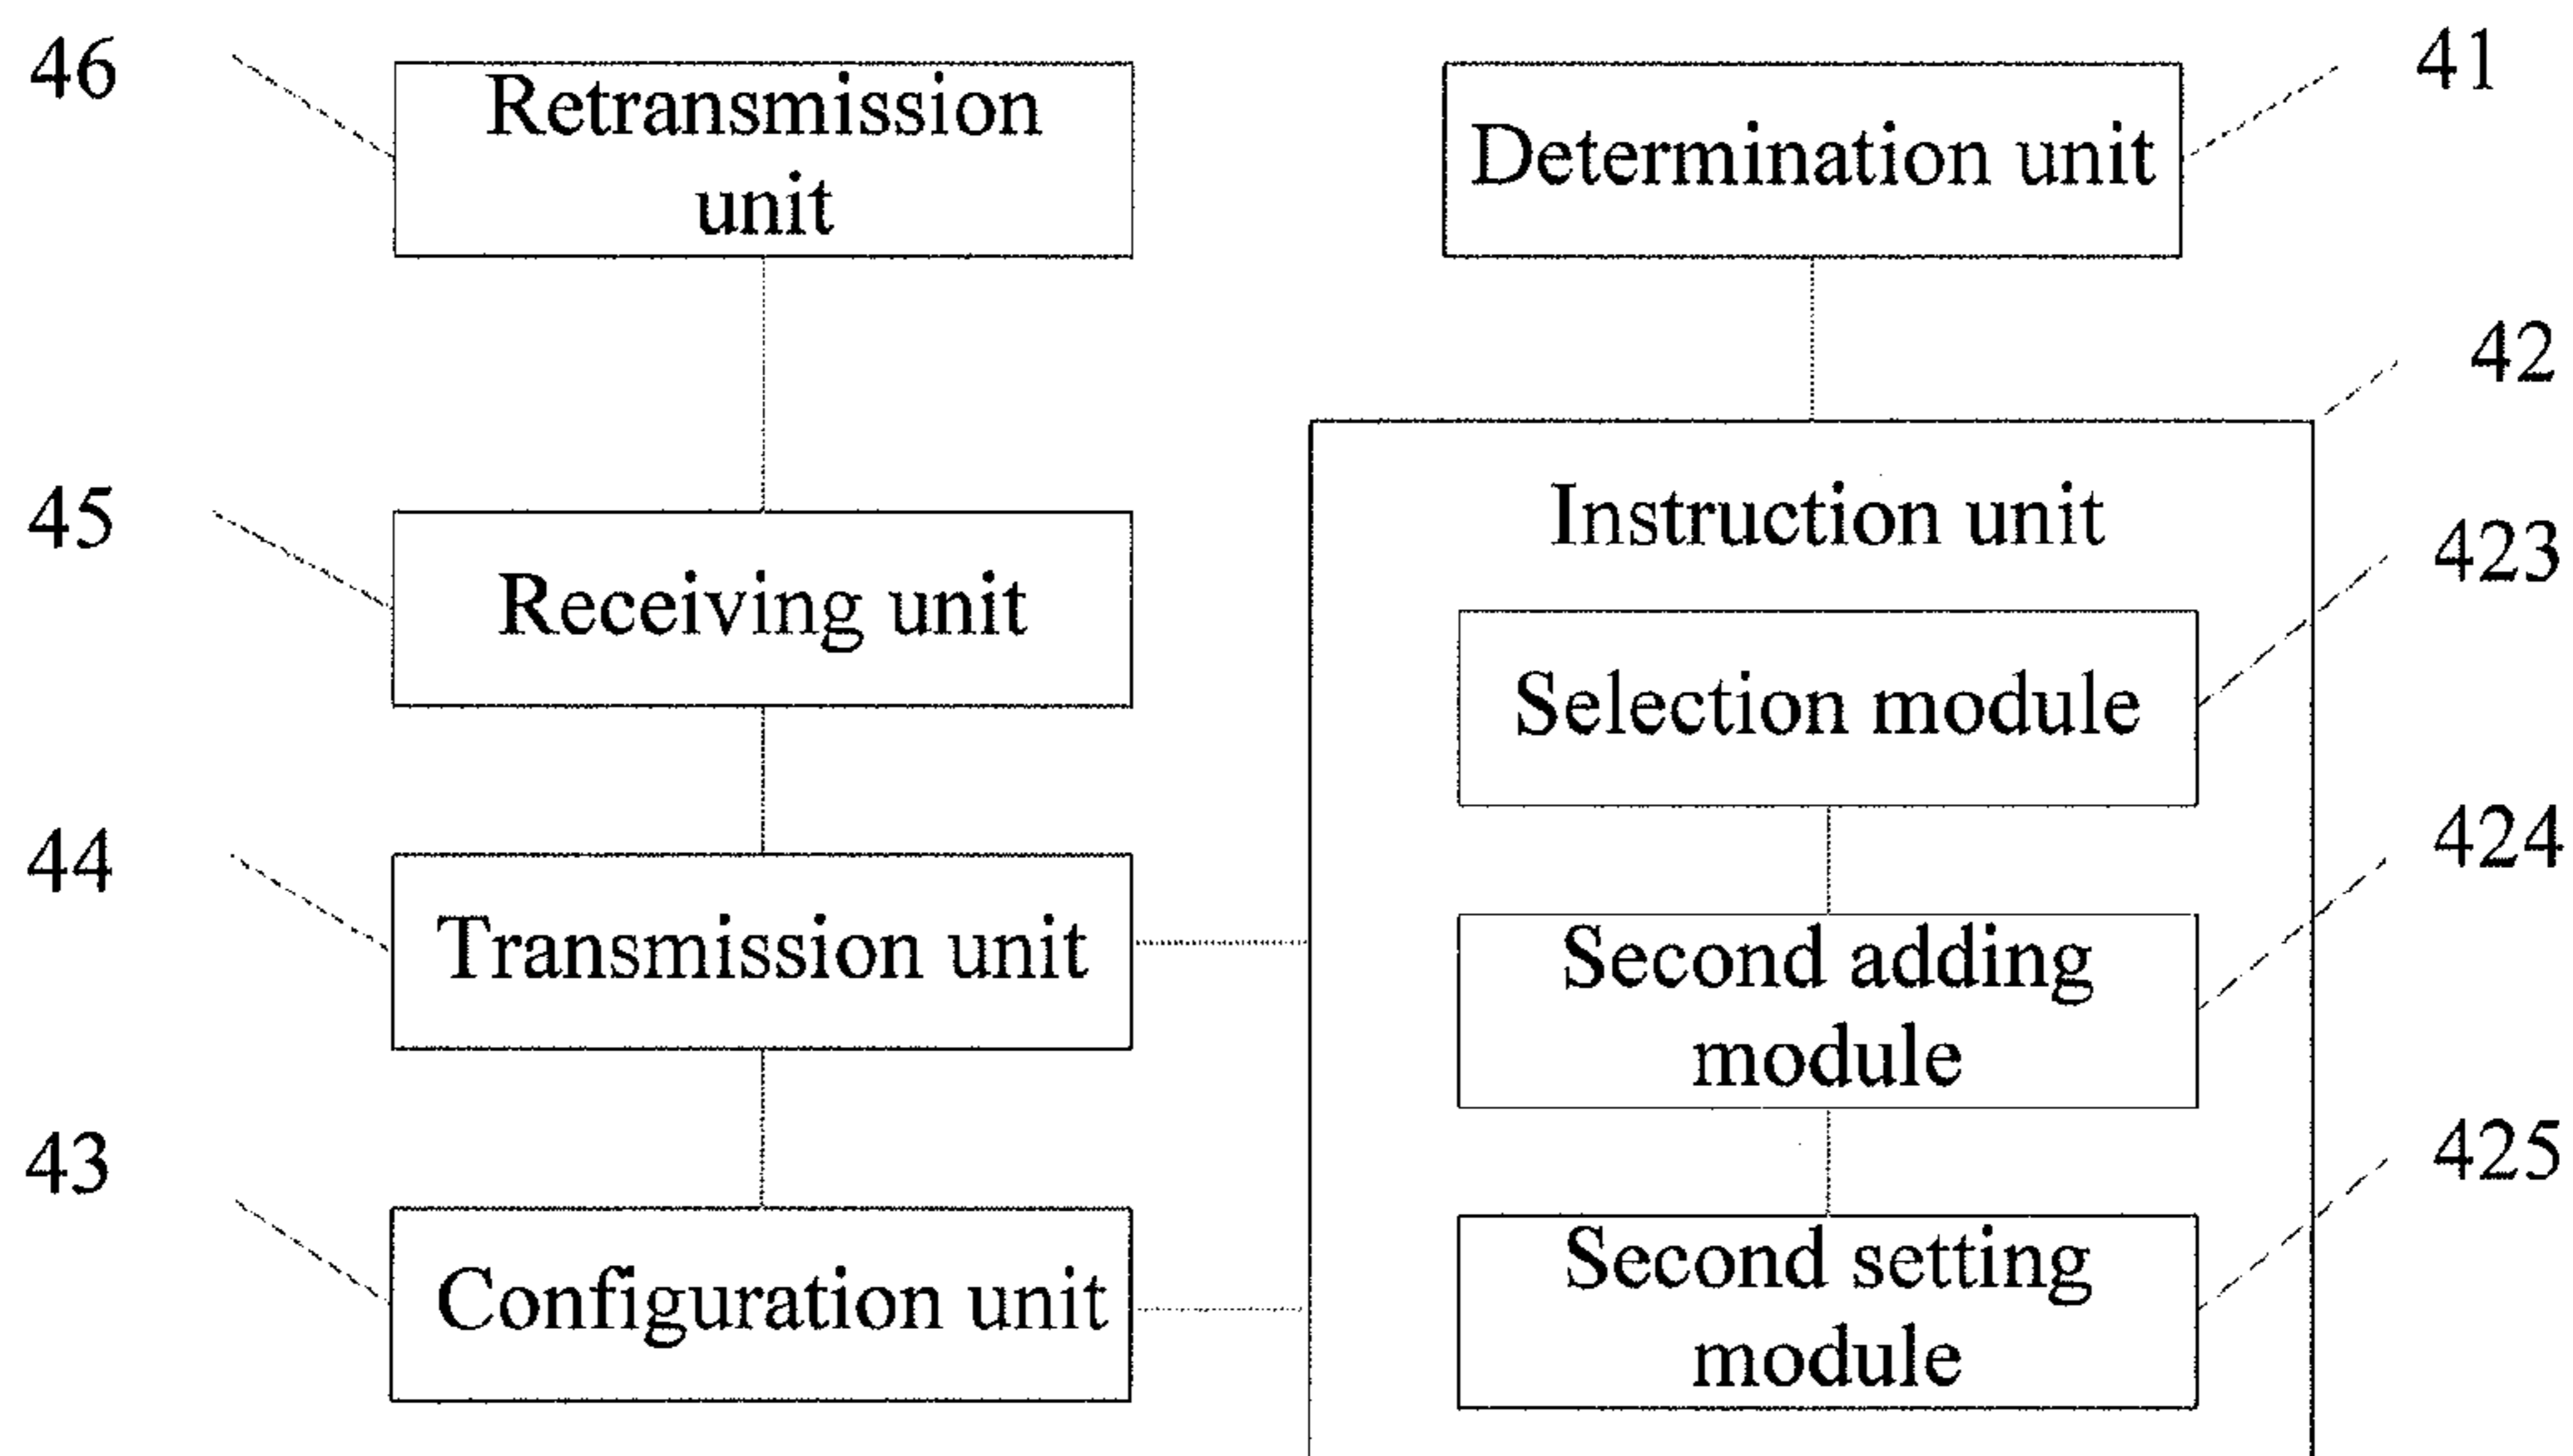 46
Retransmission
unit
Determination unit
41
42
45
Receiving unit
Instruction unit
423
Selection module
44
Transmission unit
424
Second adding
module
43
Configuration unit
425
Second setting
module